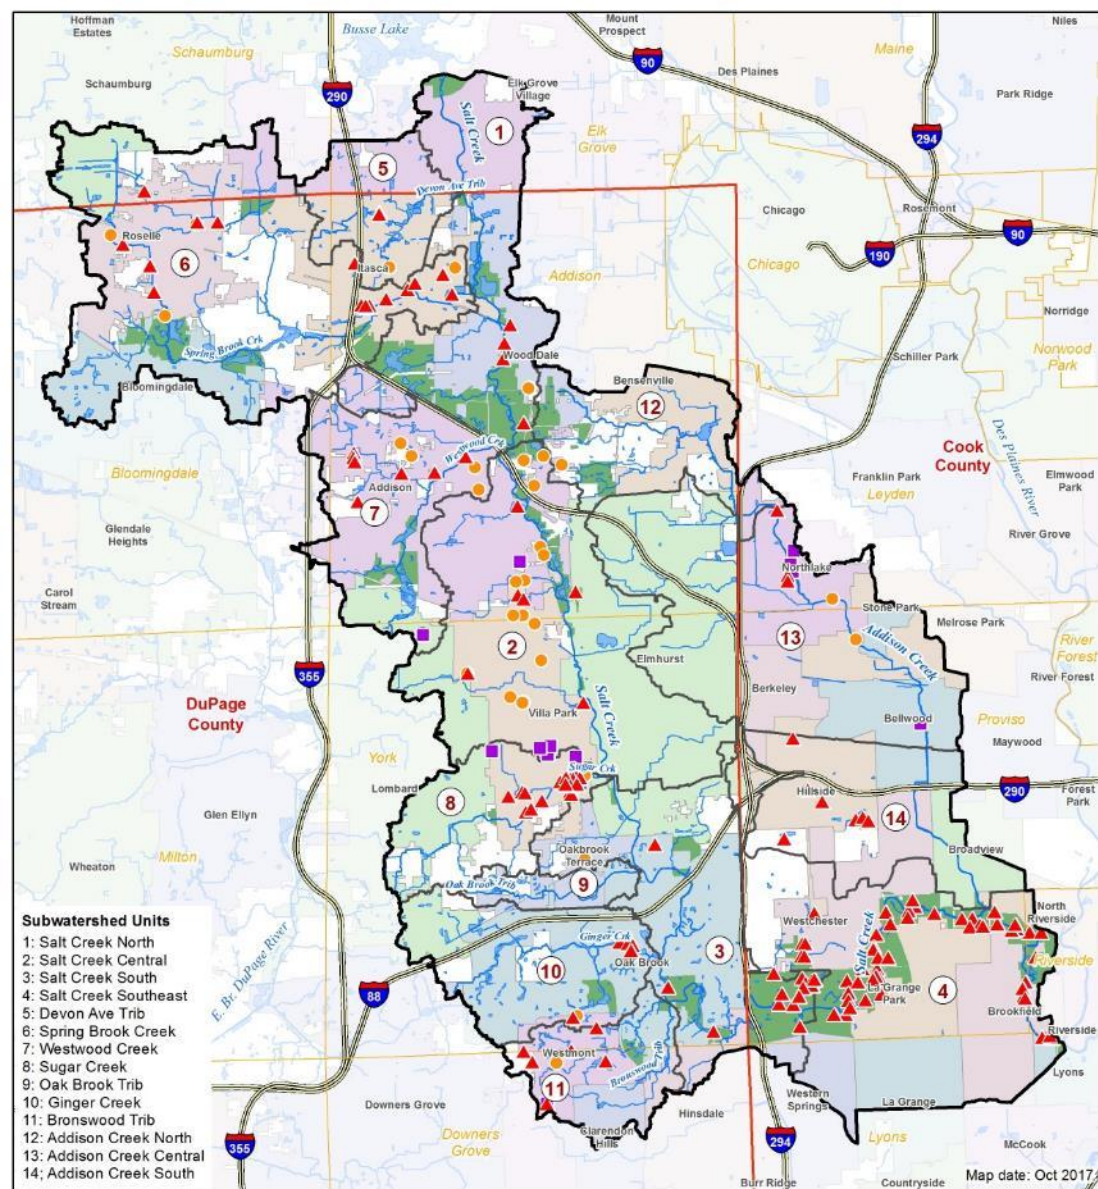 Hoffman
Estates
Busse Lake
Mount
Prospect
Niles
Schaumburg
Maine
90
Des Plaines
Schaumburg
290
Elk Grove
Village
Park Ridge
Salt Creek
1
Elk
Grove
294
5
Devon Ave Trib
Chicago
Rosemont
Roselle
90
190
6
Itasca
Chicago
Addison
Norridge
Spring Brook Crk
Wood Dale
Schiller Park
Norwood
Park
Bloomingdale
Bensenville
12
Des Plaines River
Westwood Crk
Cook
County
Bloomingdale
Addison
Franklin Park
Leyden
Elmwood
Park
7
Glendale
Heights
River Grove
Northlake
Carol
Stream
Stone Park
Melrose Park
2
13
Addison Creek
River
Forest
Elmhurst
River Forest
355
Berkeley
DuPage
County
Salt Creek
Villa Park
Bellwood
Proviso
York
Maywood
Sugar Crk
Lombard
8
290
Hillside
Forest
Park
Glen Ellyn
14
Oakbrook
Terrace
Broadview
Wheaton
Milton
9
Oak Brook Trib
North
Riverside
Westchester
Subwatershed Units
1: Salt Creek North
2: Salt Creek Central
3: Salt Creek South
4: Salt Creek Southeast
5: Devon Ave Trib
6: Spring Brook Creek
7: Westwood Creek
8: Sugar Creek
9: Oak Brook Trib
10: Ginger Creek
11: Bronswood Trib
12: Addison Creek North
13: Addison Creek Central
14; Addison Creek South
E. Br. DuPage River
Ginger Crk
Salt Creek
3
Oak Brook
Riverside
10
88
La Grange
Park
4
Brookfield
Riverside
Westmont
Bronswood Trib
Lyons
11
Western
Springs
La Grange
Downers Grove
Hinsdale
Clarendon
Hills
Downers
Grove
355
294
Lyons
McCook
Burr Ridge
Countryside
Map date: Oct 2017